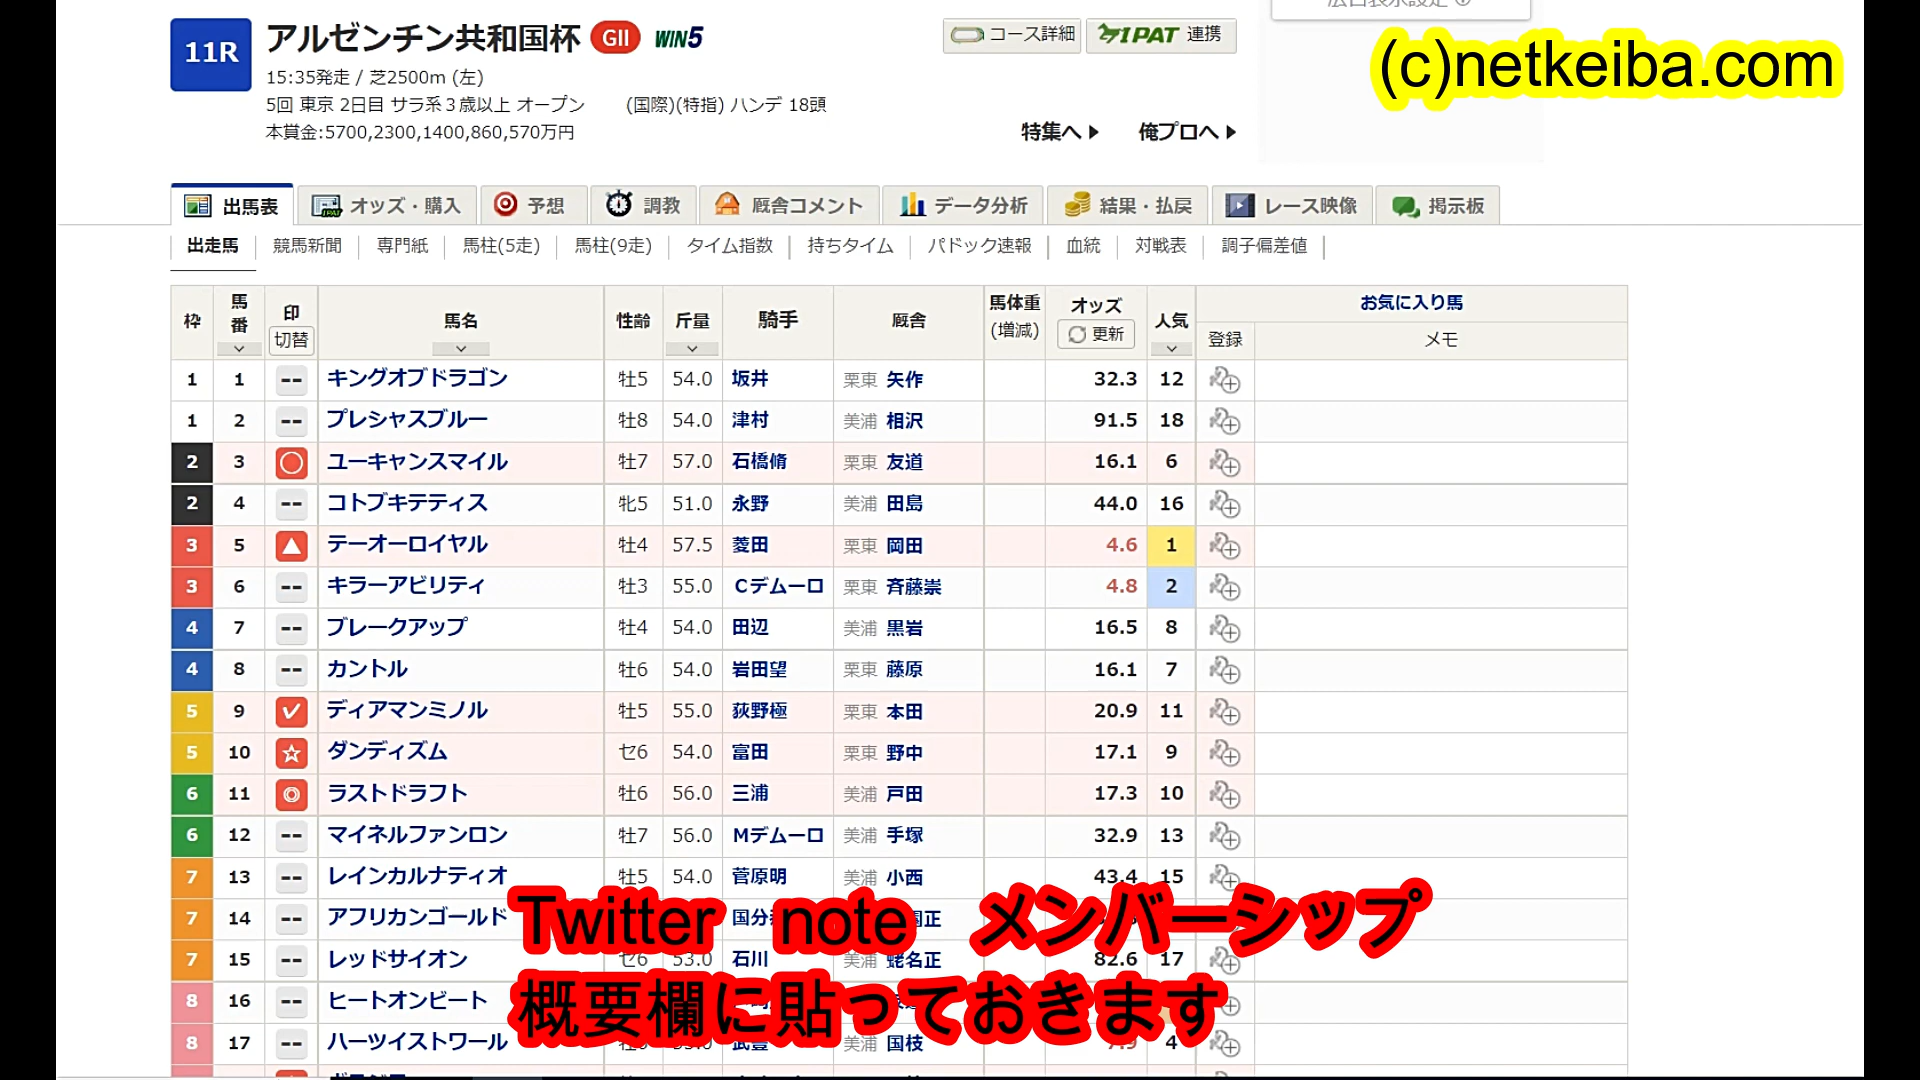 広告表示設定
11R アルゼンチン共和国杯 GII WIN5
コース詳細 IPAT 連携
(c)netkeiba.com
15:35発走 / 芝2500m (左)
5回 東京 2日目 サラ系３歳以上 オープン (国際)(特指) ハンデ 18頭
本賞金:5700,2300,1400,860,570万円
特集へ 俺プロへ
出馬表 オッズ・購入 予想 調教 厩舎コメント データ分析 結果・払戻 レース映像 掲示板
出走馬 競馬新聞 専門紙 馬柱(5走) 馬柱(9走) タイム指数 持ちタイム パドック速報 血統 対戦表 調子偏差値
枠 馬番 印 切替 馬名 性齢 斤量 騎手 厩舎 馬体重(増減) オッズ 更新 人気 お気に入り馬 登録 メモ
1 1 -- キングオブドラゴン 牡5 54.0 坂井 栗東 矢作 32.3 12
1 2 -- プレシャスブルー 牡8 54.0 津村 美浦 相沢 91.5 18
2 3 ◯ ユーキャンスマイル 牡7 57.0 石橋脩 栗東 友道 16.1 6
2 4 -- コトブキテティス 牝5 51.0 永野 美浦 田島 44.0 16
3 5 ▲ テーオーロイヤル 牡4 57.5 菱田 栗東 岡田 4.6 1
3 6 -- キラーアビリティ 牡3 55.0 Ｃデムーロ 栗東 斉藤崇 4.8 2
4 7 -- ブレークアップ 牡4 54.0 田辺 美浦 黒岩 16.5 8
4 8 -- カントル 牡6 54.0 岩田望 栗東 藤原 16.1 7
5 9 ✓ ディアマンミノル 牡5 55.0 荻野極 栗東 本田 20.9 11
5 10 ☆ ダンディズム セ6 54.0 富田 栗東 野中 17.1 9
6 11 ◎ ラストドラフト 牡6 56.0 三浦 美浦 戸田 17.3 10
6 12 -- マイネルファンロン 牡7 56.0 Ｍデムーロ 美浦 手塚 32.9 13
7 13 -- レインカルナティオ 牡5 54.0 菅原明 美浦 小西 43.4 15
7 14 -- アフリカンゴールド 国分 正
Twitter note メンバーシップ
7 15 -- レッドサイオン セ6 53.0 石川 美浦 蛯名正 82.6 17
8 16 -- ヒートオンビート
概要欄に貼っておきます
8 17 -- ハーツイストワール 武豊 美浦 国枝 7.9 4